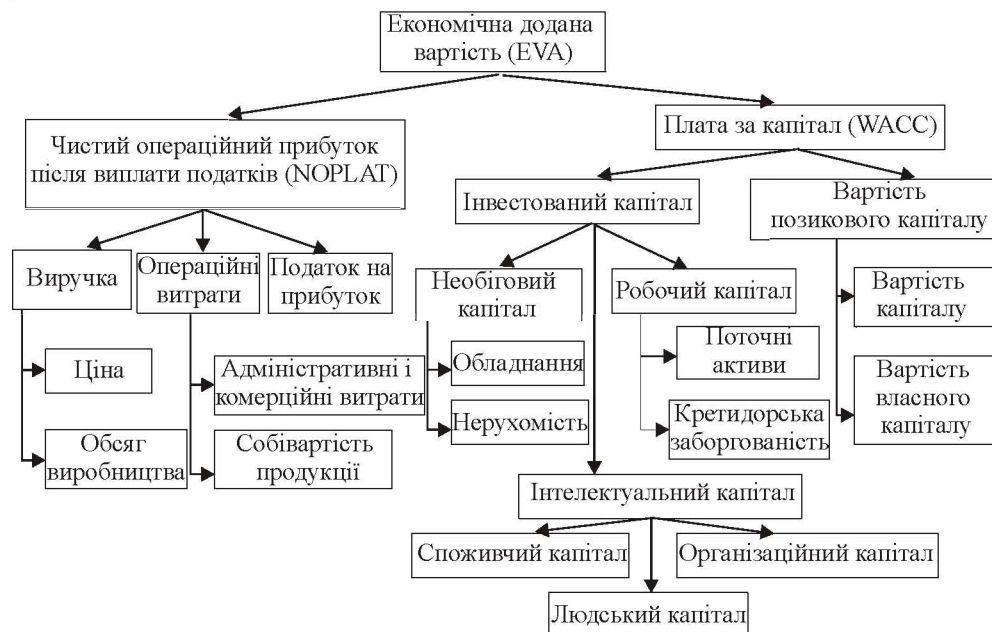 Економічна додана
вартість (EVA)
Чистий операційний прибуток
після виплати податків (NOPLAT)
Плата за капітал (WACC)
Інвестований капітал
Вартість
позикового капіталу
Виручка
Операційні
витрати
Податок на
прибуток
Необіговий
капітал
Робочий капітал
Вартість
капіталу
Ціна
Адміністративні і
комерційні витрати
Обладнання
Поточні
активи
Вартість
власного
капіталу
Обсяг
виробництва
Собівартість
продукції
Нерухомість
Кретидорська
заборгованість
Інтелектуальний капітал
Споживчий капітал
Організаційний капітал
Людський капітал